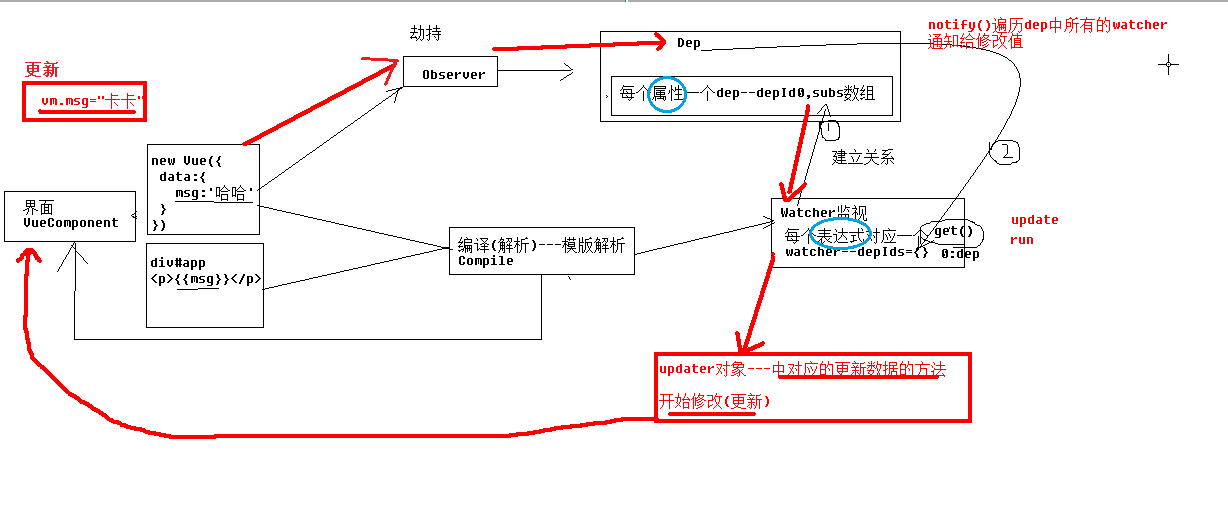 劫持
notify()遍历dep中所有的watcher
通知给修改值
Dep
更新
Observer
vm.msg="卡卡"
每个属性一个dep--depId0,subs数组
1
建立关系
2
new Vue({
data:{
msg:'哈哈'
}
})
界面
VueComponent
Watcher监视
每个表达式对应一个
get()
watcher--depIds={}
0:dep
update
run
编译(解析)---模版解析
Compile
div#app
<p>{{msg}}</p>
updater对象---中对应的更新数据的方法
开始修改(更新)